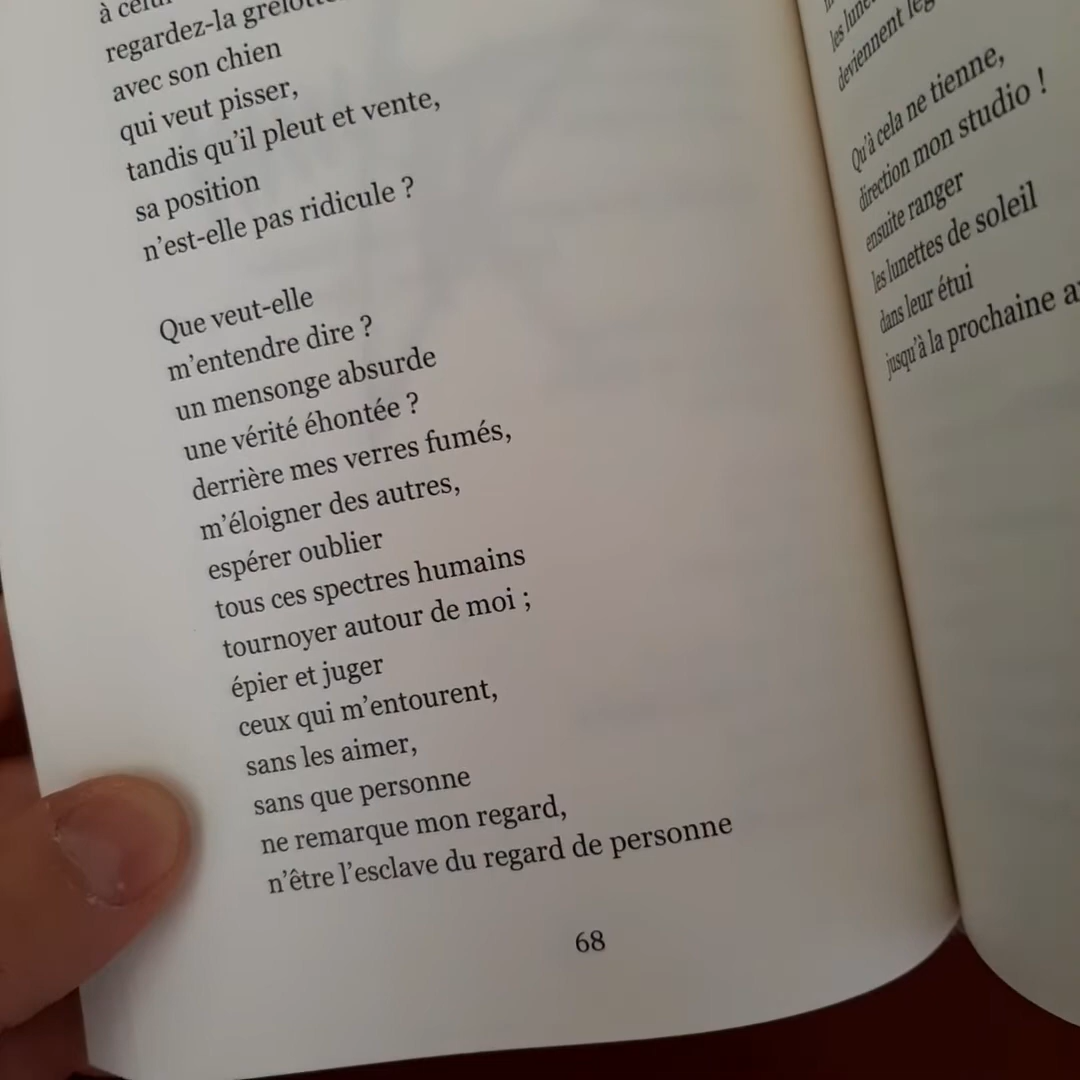 à
regardez-la
avec son chien
qui veut pisser,
tandis qu'il pleut et vente,
sa position
n'est-elle pas ridicule ?
Que veut-elle
m'entendre dire ?
un mensonge absurde
une vérité éhontée ?
derrière mes verres fumés,
m'éloigner des autres,
espérer oublier
tous ces spectres humains
tournoyer autour de moi ;
épier et juger
ceux qui m'entourent,
sans les aimer,
sans que personne
ne remarque mon regard,
n'être l'esclave du regard de personne
68
les
deviennent
Qu'à cela ne tienne,
direction mon studio !
ensuite ranger
les lunettes de soleil
dans leur étui
jusqu'à la prochaine